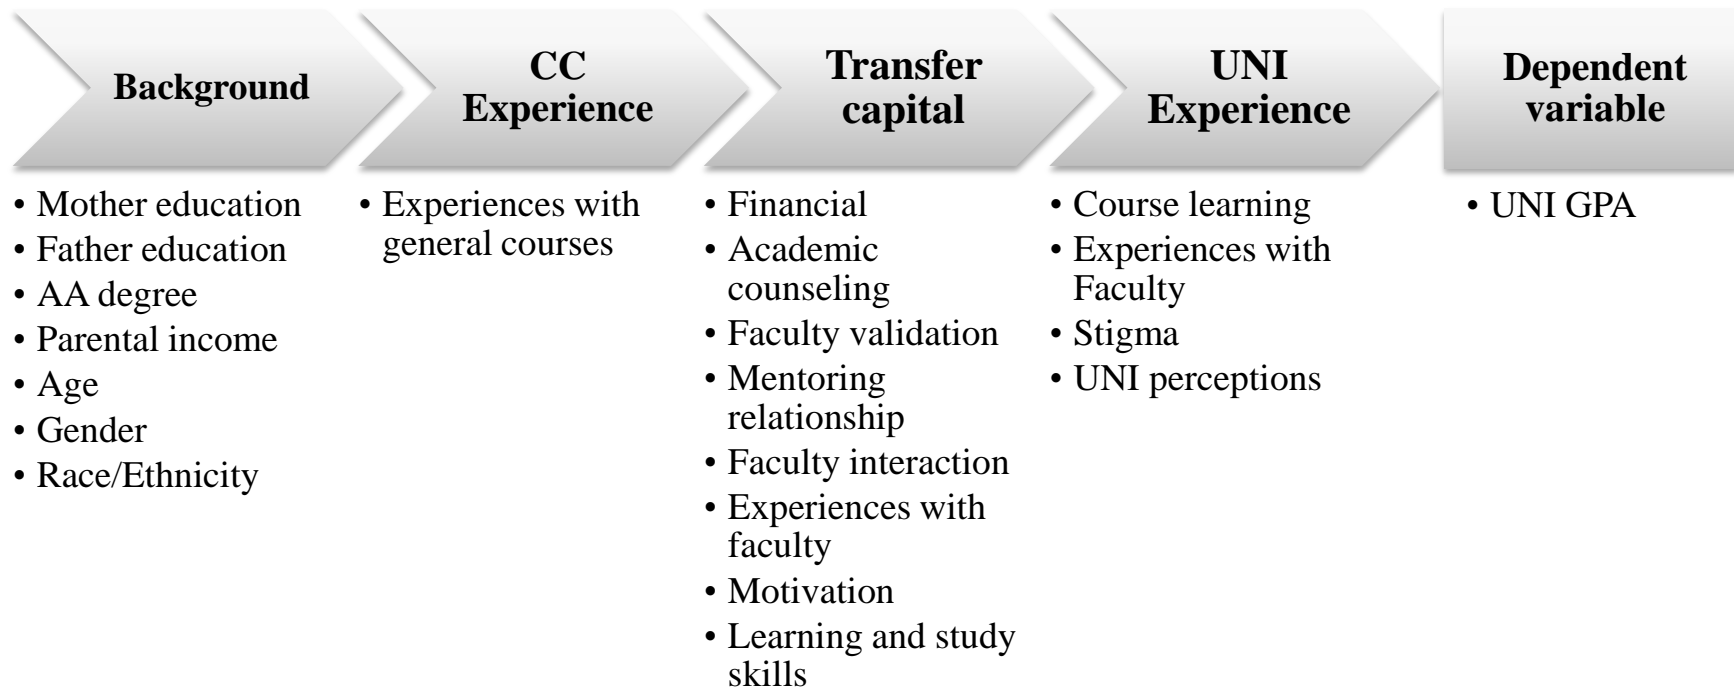 Background
CC
Experience
Transfer
capital
UNI
Experience
Dependent
variable
• Mother education
• Father education
• AA degree
• Parental income
• Age
• Gender
• Race/Ethnicity
• Experiences with
general courses
• Financial
• Academic
counseling
• Faculty validation
• Mentoring
relationship
• Faculty interaction
• Experiences with
faculty
• Motivation
• Learning and study
skills
• Course learning
• Experiences with
Faculty
• Stigma
• UNI perceptions
• UNI GPA